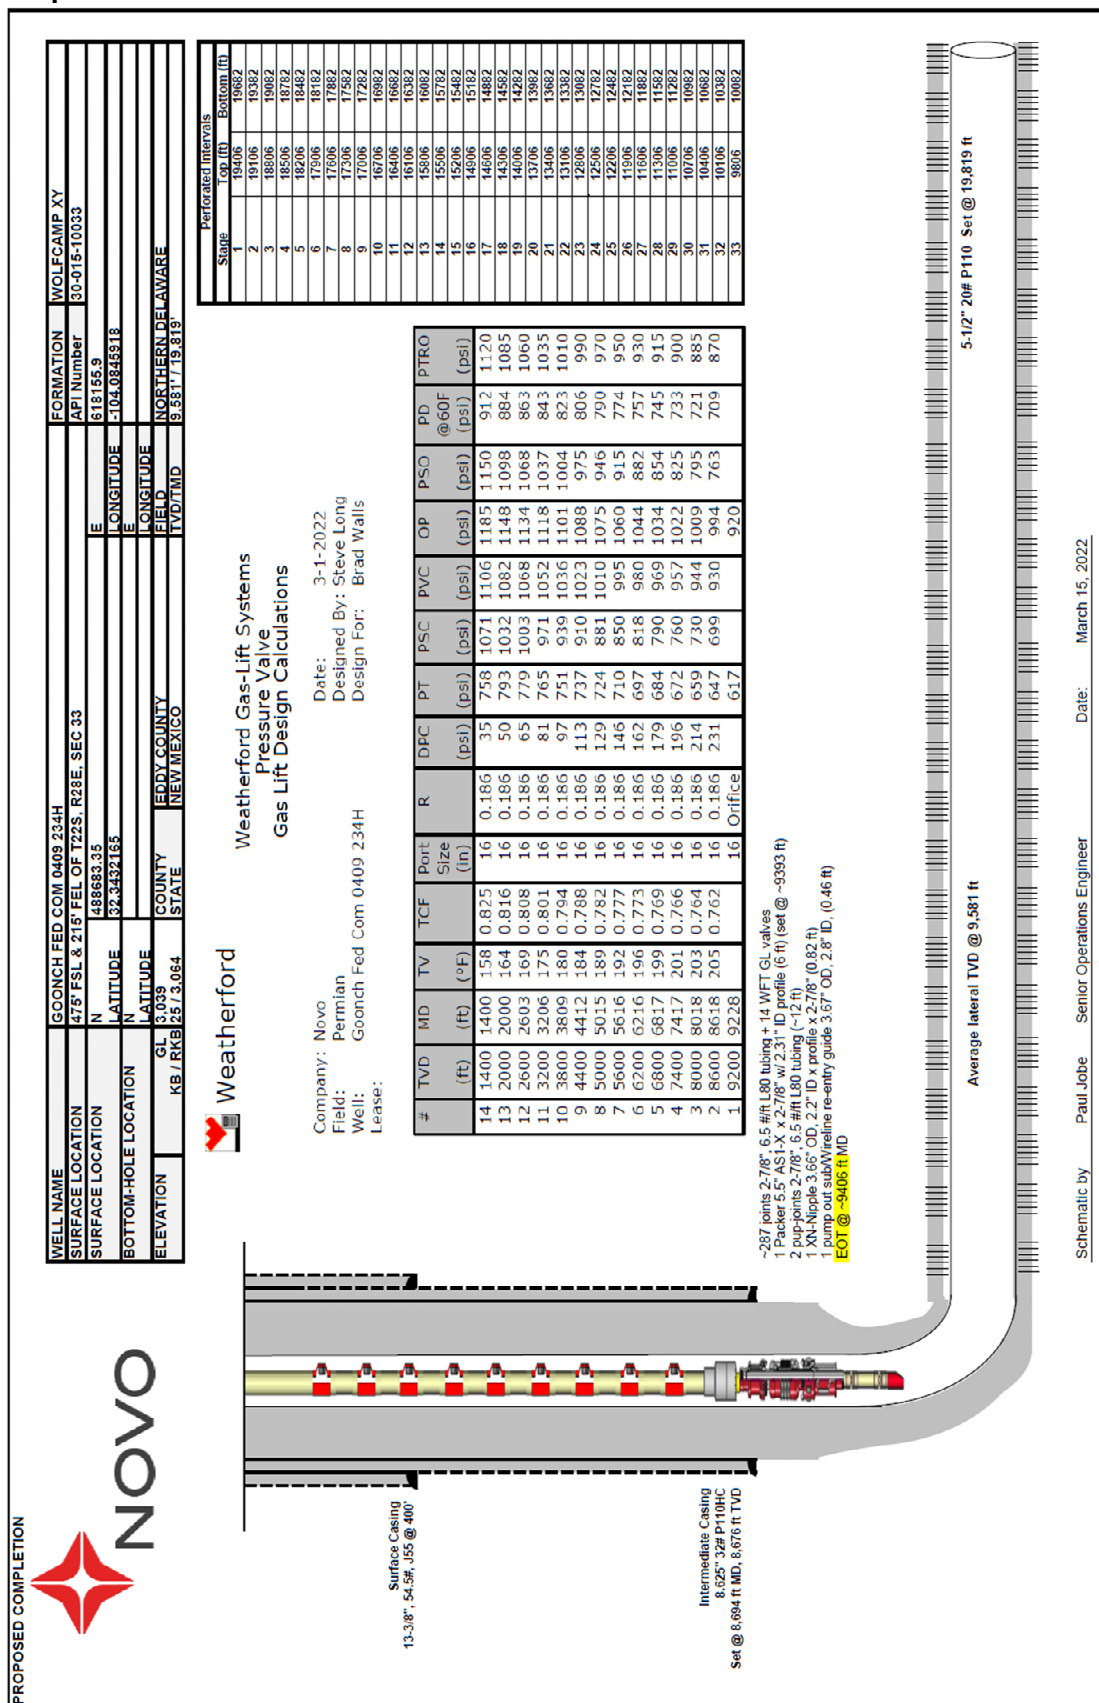 PROPOSED COMPLETION
NOVO
WELL NAME GOONCH FED COM 0409 234H FORMATION WOLFCAMP XY
SURFACE LOCATION 475' FSL & 215' FEL OF T22S, R28E, SEC 33 API Number 30-015-10033
SURFACE LOCATION N 488683.35 E 618155.9
LATITUDE 32.3432165 LONGITUDE -104.0845918
BOTTOM-HOLE LOCATION N E
LATITUDE LONGITUDE
ELEVATION GL 3,039 COUNTY EDDY COUNTY FIELD NORTHERN DELAWARE
KB / RKB 25 / 3,064 STATE NEW MEXICO TVD/TMD 9,581' / 19,819'
Weatherford
Weatherford Gas-Lift Systems
Pressure Valve
Gas Lift Design Calculations
Company: Novo Date: 3-1-2022
Field: Permian Designed By: Steve Long
Well: Goonch Fed Com 0409 234H Design For: Brad Walls
Lease:
# TVD MD TV TCF Port R DPC PT PSC PVC OP PSO PD PTRO
Size @60F
(ft) (ft) (°F) (in) (psi) (psi) (psi) (psi) (psi) (psi) (psi) (psi)
14 1400 1400 158 0.825 16 0.186 35 758 1071 1106 1185 1150 912 1120
13 2000 2000 164 0.816 16 0.186 50 793 1032 1082 1148 1098 884 1085
12 2600 2603 169 0.808 16 0.186 65 779 1003 1068 1134 1068 863 1060
11 3200 3206 175 0.801 16 0.186 81 765 971 1052 1118 1037 843 1035
10 3800 3809 180 0.794 16 0.186 97 751 939 1036 1101 1004 823 1010
9 4400 4412 184 0.788 16 0.186 113 737 910 1023 1088 975 806 990
8 5000 5015 189 0.782 16 0.186 129 724 881 1010 1075 946 790 970
7 5600 5616 192 0.777 16 0.186 146 710 850 995 1060 915 774 950
6 6200 6216 196 0.773 16 0.186 162 697 818 980 1044 882 757 930
5 6800 6817 199 0.769 16 0.186 179 684 790 969 1034 854 745 915
4 7400 7417 201 0.766 16 0.186 196 672 760 957 1022 825 733 900
3 8000 8018 203 0.764 16 0.186 214 659 730 944 1009 795 721 885
2 8600 8618 205 0.762 16 0.186 231 647 699 930 994 763 709 870
1 9200 9228 16 Orifice 617 920
Perforated Intervals
Stage Top (ft) Bottom (ft)
1 19406 19682
2 19106 19382
3 18806 19082
4 18506 18782
5 18206 18482
6 17906 18182
7 17606 17882
8 17306 17582
9 17006 17282
10 16706 16982
11 16406 16682
12 16106 16382
13 15806 16082
14 15506 15782
15 15206 15482
16 14906 15182
17 14606 14882
18 14306 14582
19 14006 14282
20 13706 13982
21 13406 13682
22 13106 13382
23 12806 13082
24 12506 12782
25 12206 12482
26 11906 12182
27 11606 11882
28 11306 11582
29 11006 11282
30 10706 10982
31 10406 10682
32 10106 10382
33 9806 10082
Surface Casing
13-3/8", 54.5#, J55 @ 400'
Intermediate Casing
8.625" 32# P110HC
Set @ 8,694 ft MD, 8,676 ft TVD
~287 joints 2-7/8", 6.5 #/ft L80 tubing + 14 WFT GL valves
1 Packer 5.5" AS1-X x 2-7/8" w/ 2.31" ID profile (6 ft) (set @ ~9393 ft)
2 pup-joints 2-7/8", 6.5 #/ft L80 tubing (~12 ft)
1 XN-Nipple 3.66" OD, 2.2" ID x profile x 2-7/8" (0.82 ft)
1 pump out sub/Wireline re-entry guide 3.67" OD, 2.8" ID, (0.46 ft)
EOT @ ~9406 ft MD
5-1/2" 20# P110 Set @ 19,819 ft
Average lateral TVD @ 9,581 ft
Schematic by Paul Jobe Senior Operations Engineer Date: March 15, 2022